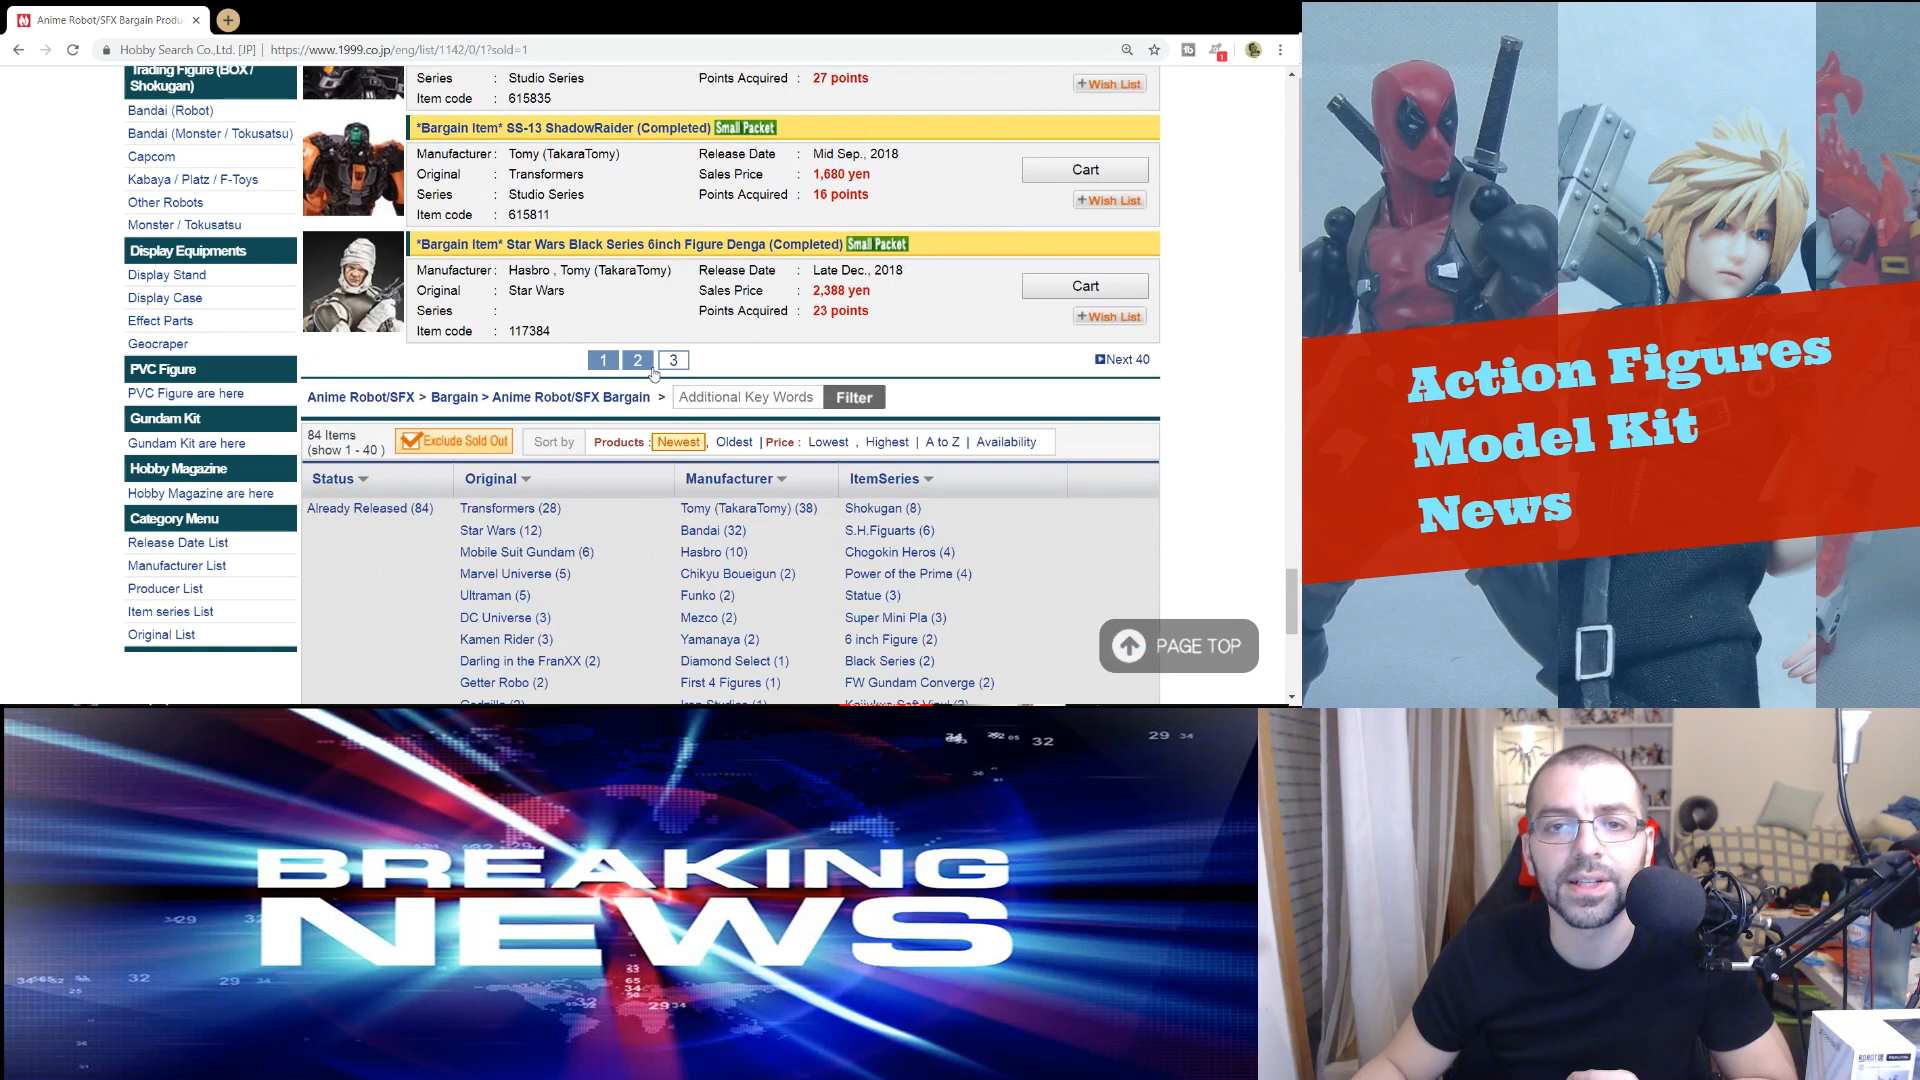 Anime Robot/SFX Bargain Produ
Hobby Search Co.,Ltd. [JP] | https://www.1999.co.jp/eng/list/1142/0/1?sold=1
Trading Figure (BOX / Shokugan)
Bandai (Robot)
Bandai (Monster / Tokusatsu)
Capcom
Kabaya / Platz / F-Toys
Other Robots
Monster / Tokusatsu
Display Equipments
Display Stand
Display Case
Effect Parts
Geocraper
PVC Figure
PVC Figure are here
Gundam Kit
Gundam Kit are here
Hobby Magazine
Hobby Magazine are here
Category Menu
Release Date List
Manufacturer List
Producer List
Item series List
Original List
Series : Studio Series Points Acquired : 27 points
+Wish List
Item code : 615835
*Bargain Item* SS-13 ShadowRaider (Completed) Small Packet
Manufacturer : Tomy (TakaraTomy) Release Date : Mid Sep., 2018
Cart
Original : Transformers Sales Price : 1,680 yen
Series : Studio Series Points Acquired : 16 points
+Wish List
Item code : 615811
*Bargain Item* Star Wars Black Series 6inch Figure Denga (Completed) Small Packet
Manufacturer : Hasbro , Tomy (TakaraTomy) Release Date : Late Dec., 2018
Cart
Original : Star Wars Sales Price : 2,388 yen
Series : Points Acquired : 23 points
+Wish List
Item code : 117384
1 2 3 Next 40
Anime Robot/SFX > Bargain > Anime Robot/SFX Bargain > Additional Key Words Filter
84 Items
(show 1 - 40 )
Exclude Sold Out Sort by Products : Newest , Oldest | Price : Lowest , Highest | A to Z | Availability
Status Original Manufacturer ItemSeries
Already Released (84) Transformers (28) Tomy (TakaraTomy) (38) Shokugan (8)
Star Wars (12) Bandai (32) S.H.Figuarts (6)
Mobile Suit Gundam (6) Hasbro (10) Chogokin Heros (4)
Marvel Universe (5) Chikyu Boueigun (2) Power of the Prime (4)
Ultraman (5) Funko (2) Statue (3)
DC Universe (3) Mezco (2) Super Mini Pla (3)
Kamen Rider (3) Yamanaya (2) 6 inch Figure (2)
Darling in the FranXX (2) Diamond Select (1) Black Series (2)
Getter Robo (2) First 4 Figures (1) FW Gundam Converge (2)
PAGE TOP
Action Figures
Model Kit
News
BREAKING
NEWS